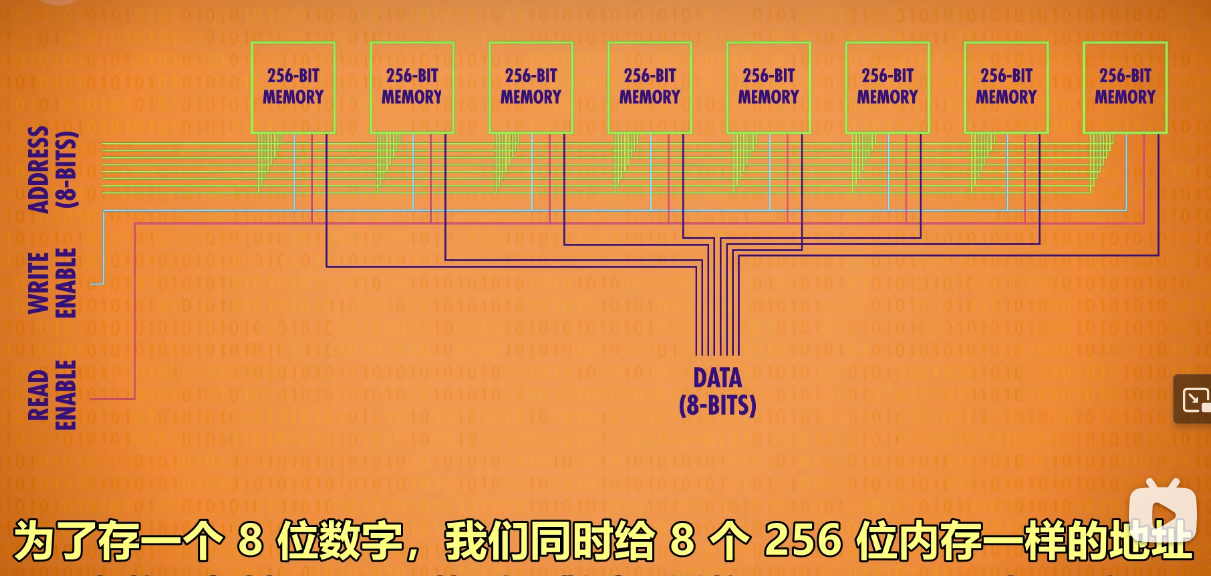 256-BIT
MEMORY
256-BIT
MEMORY
256-BIT
MEMORY
256-BIT
MEMORY
256-BIT
MEMORY
256-BIT
MEMORY
256-BIT
MEMORY
256-BIT
MEMORY
ADDRESS
(8-BITS)
WRITE
ENABLE
READ
ENABLE
DATA
(8-BITS)
为了存一个 8 位数字，我们同时给 8 个 256 位内存一样的地址